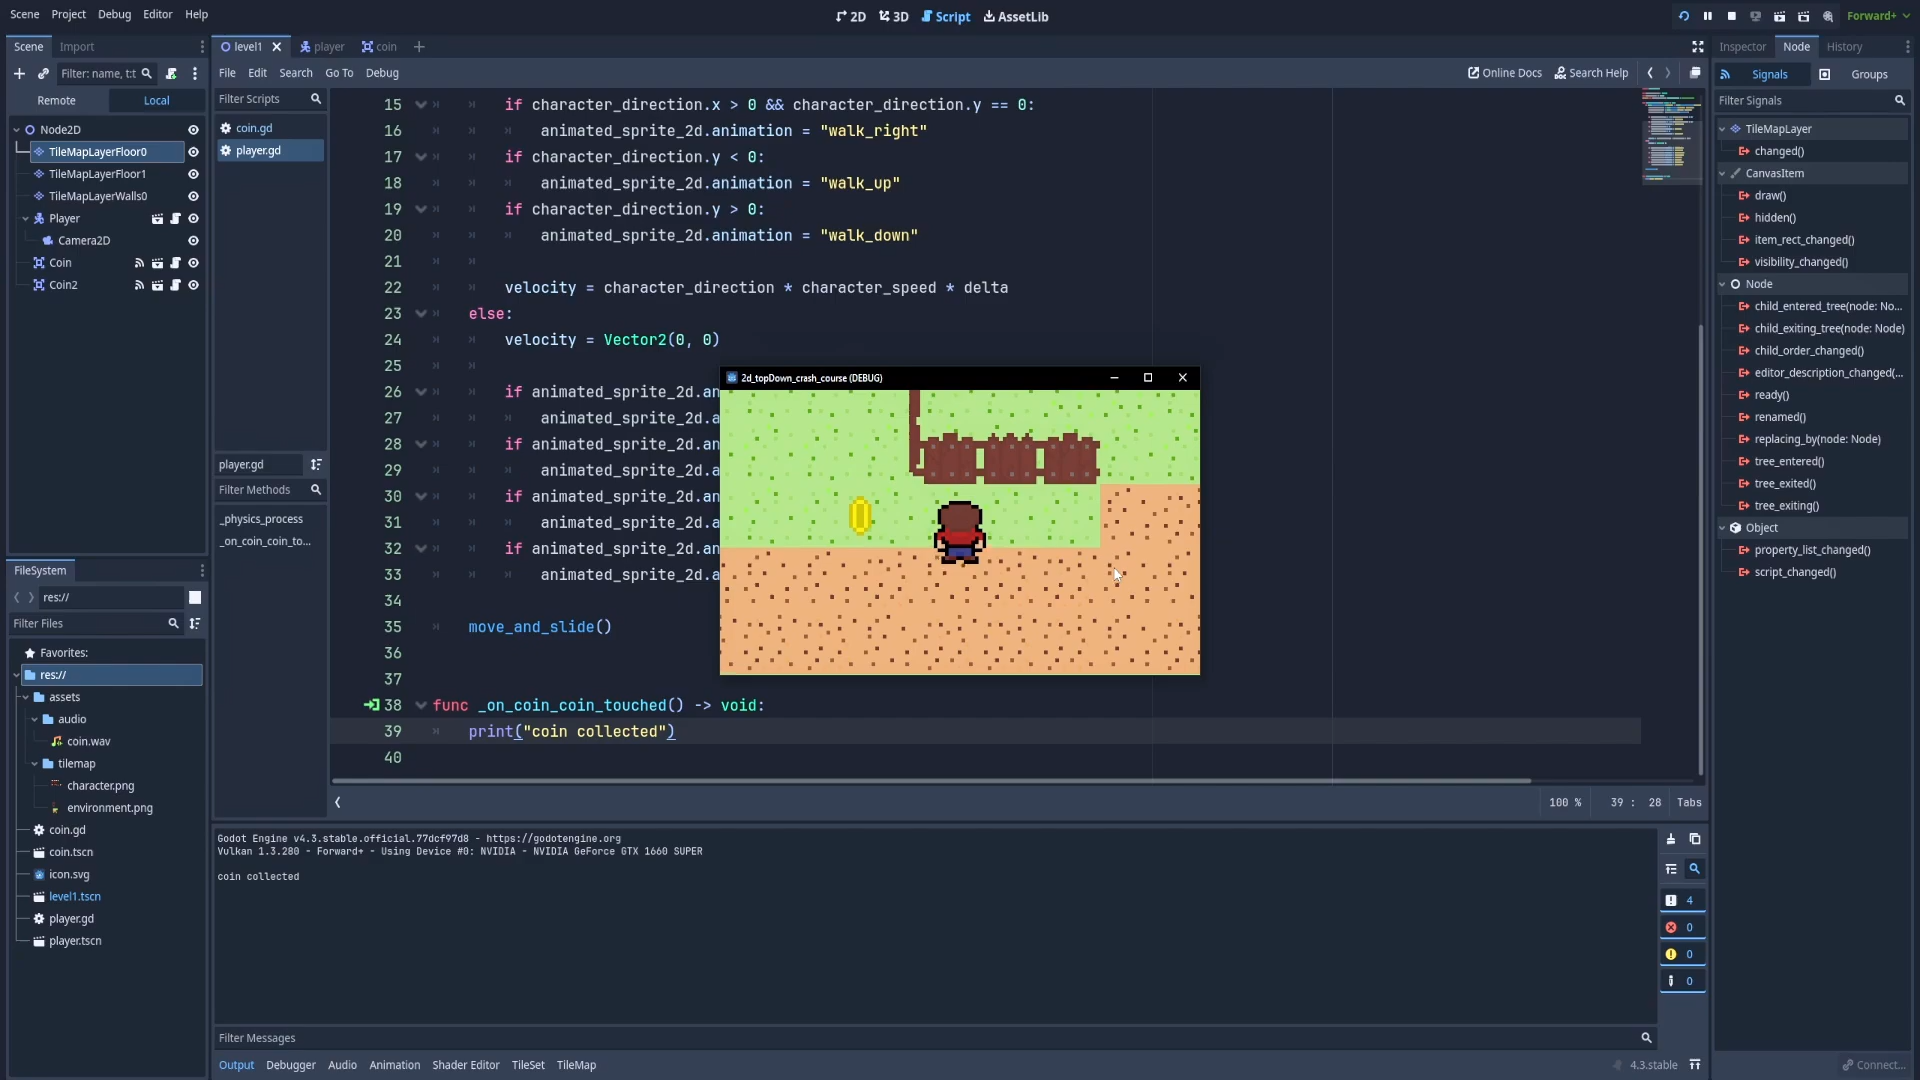 Scene Project Debug Editor Help
2D 3D Script AssetLib
Forward+
Scene Import
Filter: name, t:t
Remote Local
Node2D
TileMapLayerFloor0
TileMapLayerFloor1
TileMapLayerWalls0
Player
Camera2D
Coin
Coin2
FileSystem
res://
Filter Files
Favorites:
res://
assets
audio
coin.wav
tilemap
character.png
environment.png
coin.gd
coin.tscn
icon.svg
level1.tscn
player.gd
player.tscn
level1 player coin
File Edit Search Go To Debug
Online Docs Search Help
Filter Scripts
coin.gd
player.gd
player.gd
Filter Methods
_physics_process
_on_coin_coin_to...
15 if character_direction.x > 0 && character_direction.y == 0:
16 animated_sprite_2d.animation = "walk_right"
17 if character_direction.y < 0:
18 animated_sprite_2d.animation = "walk_up"
19 if character_direction.y > 0:
20 animated_sprite_2d.animation = "walk_down"
21
22 velocity = character_direction * character_speed * delta
23 else:
24 velocity = Vector2(0, 0)
25
26 if animated_sprite_2d.an
27 animated_sprite_2d.a
28 if animated_sprite_2d.an
29 animated_sprite_2d.a
30 if animated_sprite_2d.an
31 animated_sprite_2d.a
32 if animated_sprite_2d.an
33 animated_sprite_2d.a
34
35 move_and_slide()
36
37
38 func _on_coin_coin_touched() -> void:
39 print("coin collected")
40
2d_topDown_crash_course (DEBUG)
100 % 39 : 28 Tabs
Godot Engine v4.3.stable.official.77dcf97d8 - https://godotengine.org
Vulkan 1.3.280 - Forward+ - Using Device #0: NVIDIA - NVIDIA GeForce GTX 1660 SUPER
coin collected
4
0
0
0
Filter Messages
Output Debugger Audio Animation Shader Editor TileSet TileMap
4.3.stable
Inspector Node History
Signals Groups
Filter Signals
TileMapLayer
changed()
CanvasItem
draw()
hidden()
item_rect_changed()
visibility_changed()
Node
child_entered_tree(node: No...
child_exiting_tree(node: Node)
child_order_changed()
editor_description_changed(...
ready()
renamed()
replacing_by(node: Node)
tree_entered()
tree_exited()
tree_exiting()
Object
property_list_changed()
script_changed()
Connect...